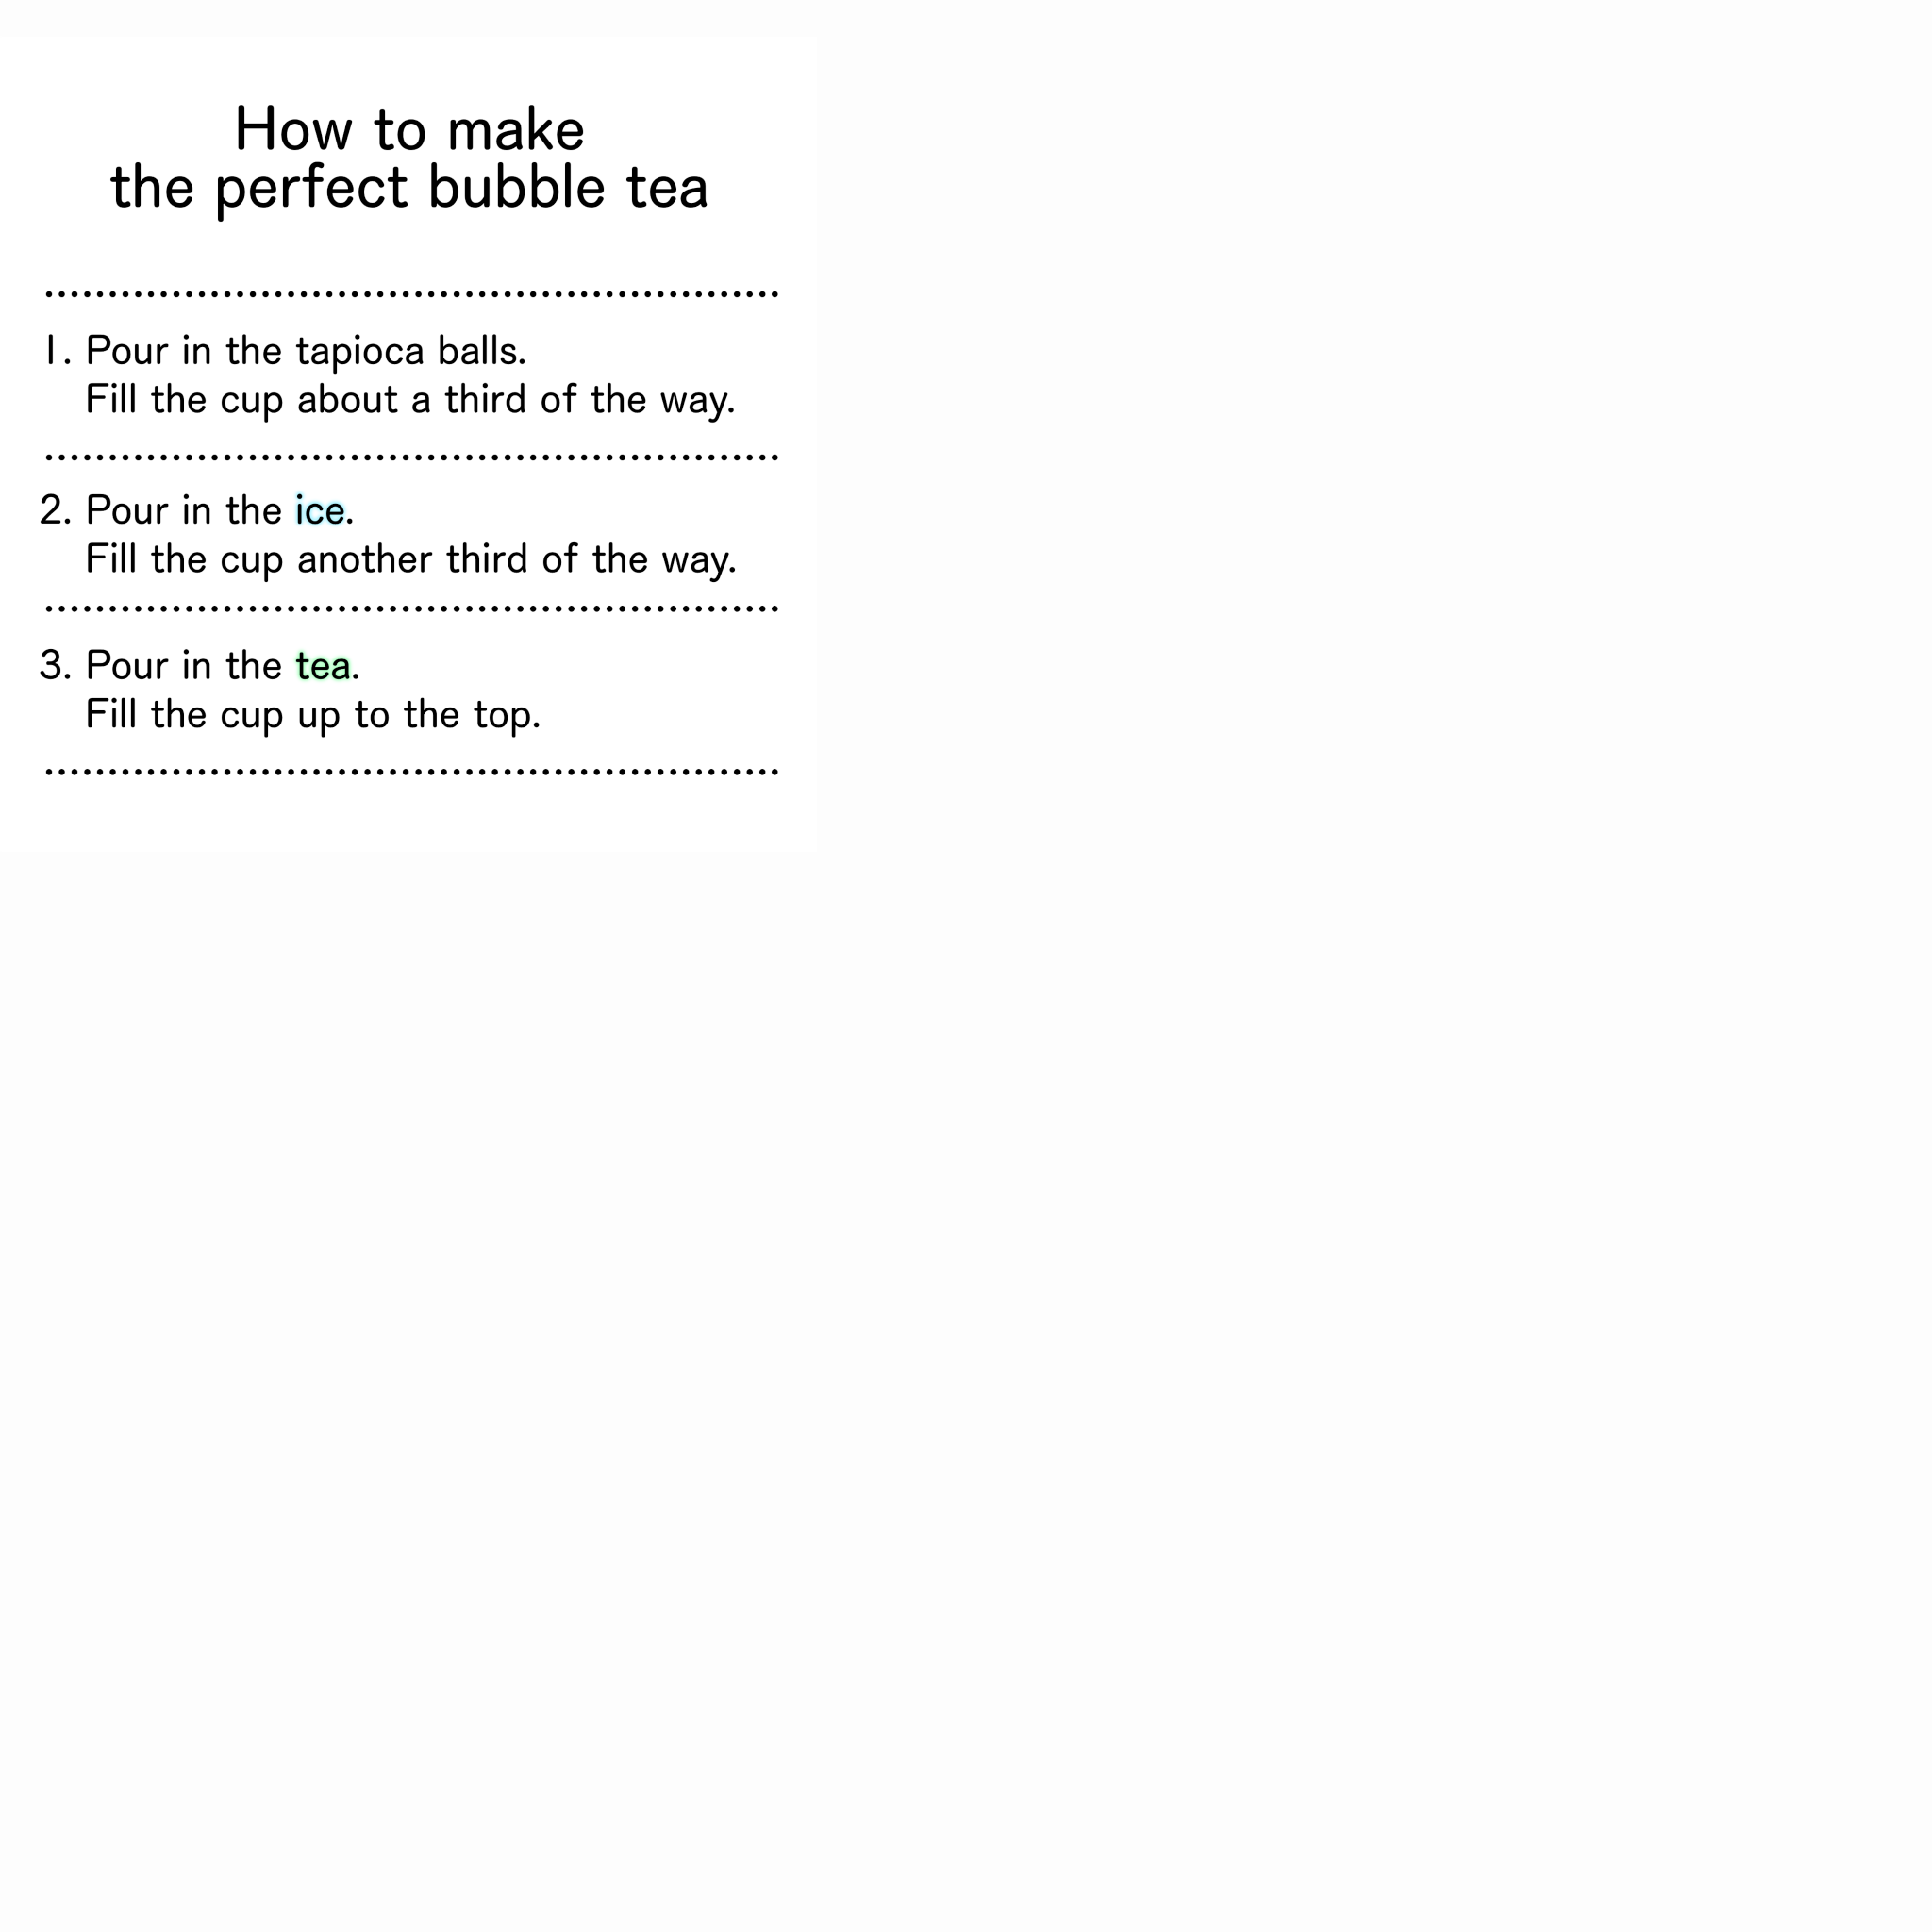 How to make
the perfect bubble tea
1. Pour in the tapioca balls.
Fill the cup about a third of the way.
2. Pour in the ice.
Fill the cup another third of the way.
3. Pour in the tea.
Fill the cup up to the top.